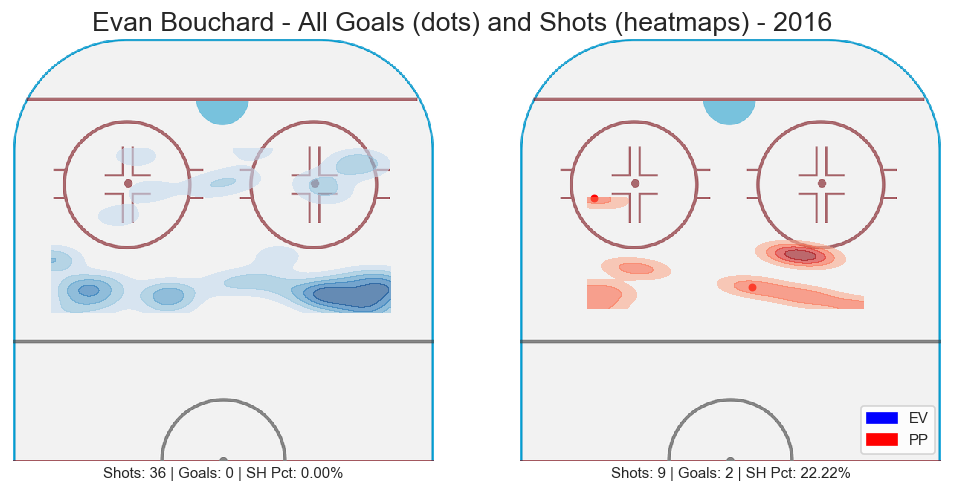 Evan Bouchard - All Goals (dots) and Shots (heatmaps) - 2016
EV
PP
Shots: 36 | Goals: 0 | SH Pct: 0.00%
Shots: 9 | Goals: 2 | SH Pct: 22.22%